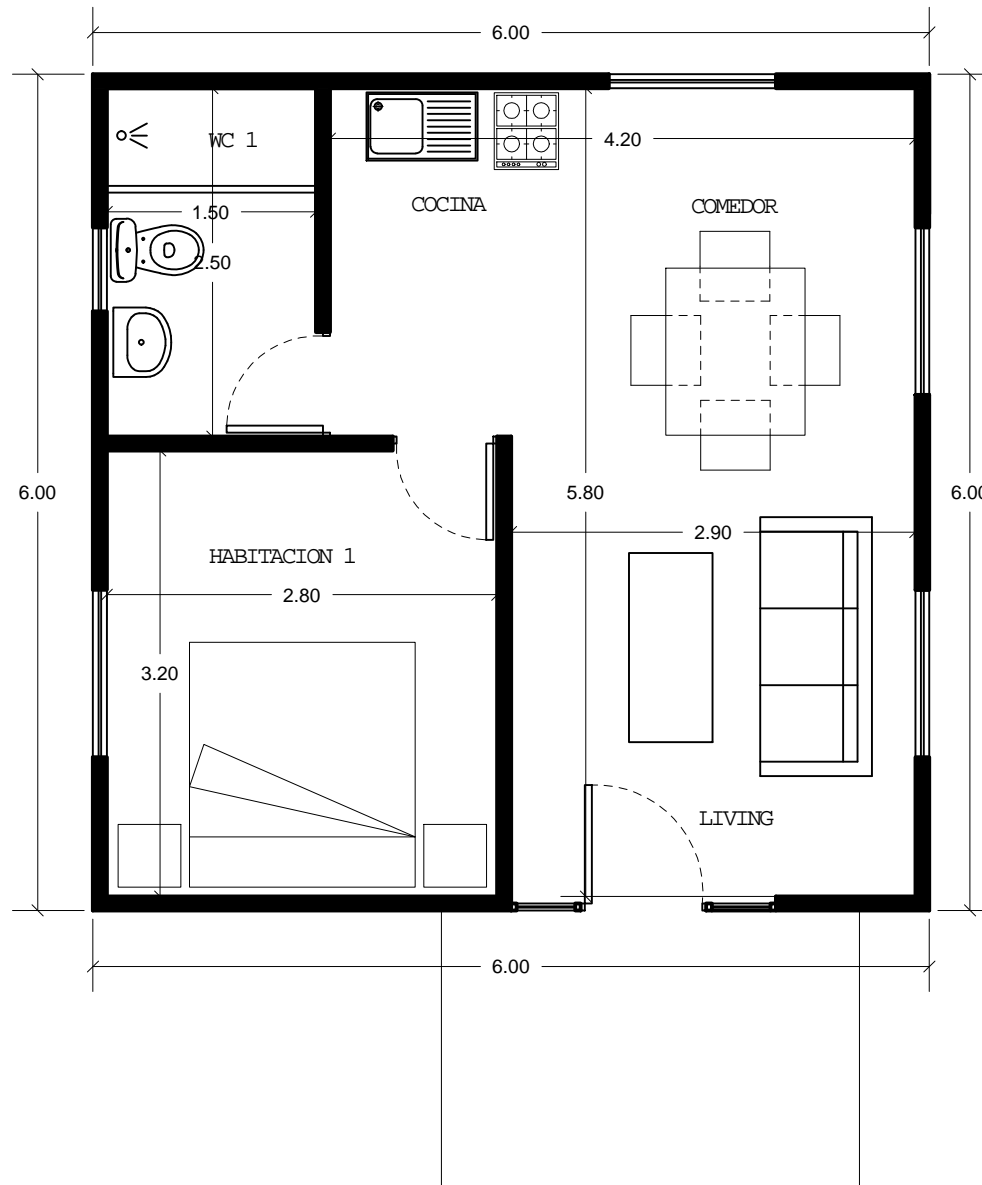 6.00
WC 1
4.20
COCINA
COMEDOR
1.50
2.50
6.00
5.80
6.00
2.90
HABITACION 1
2.80
3.20
LIVING
6.00